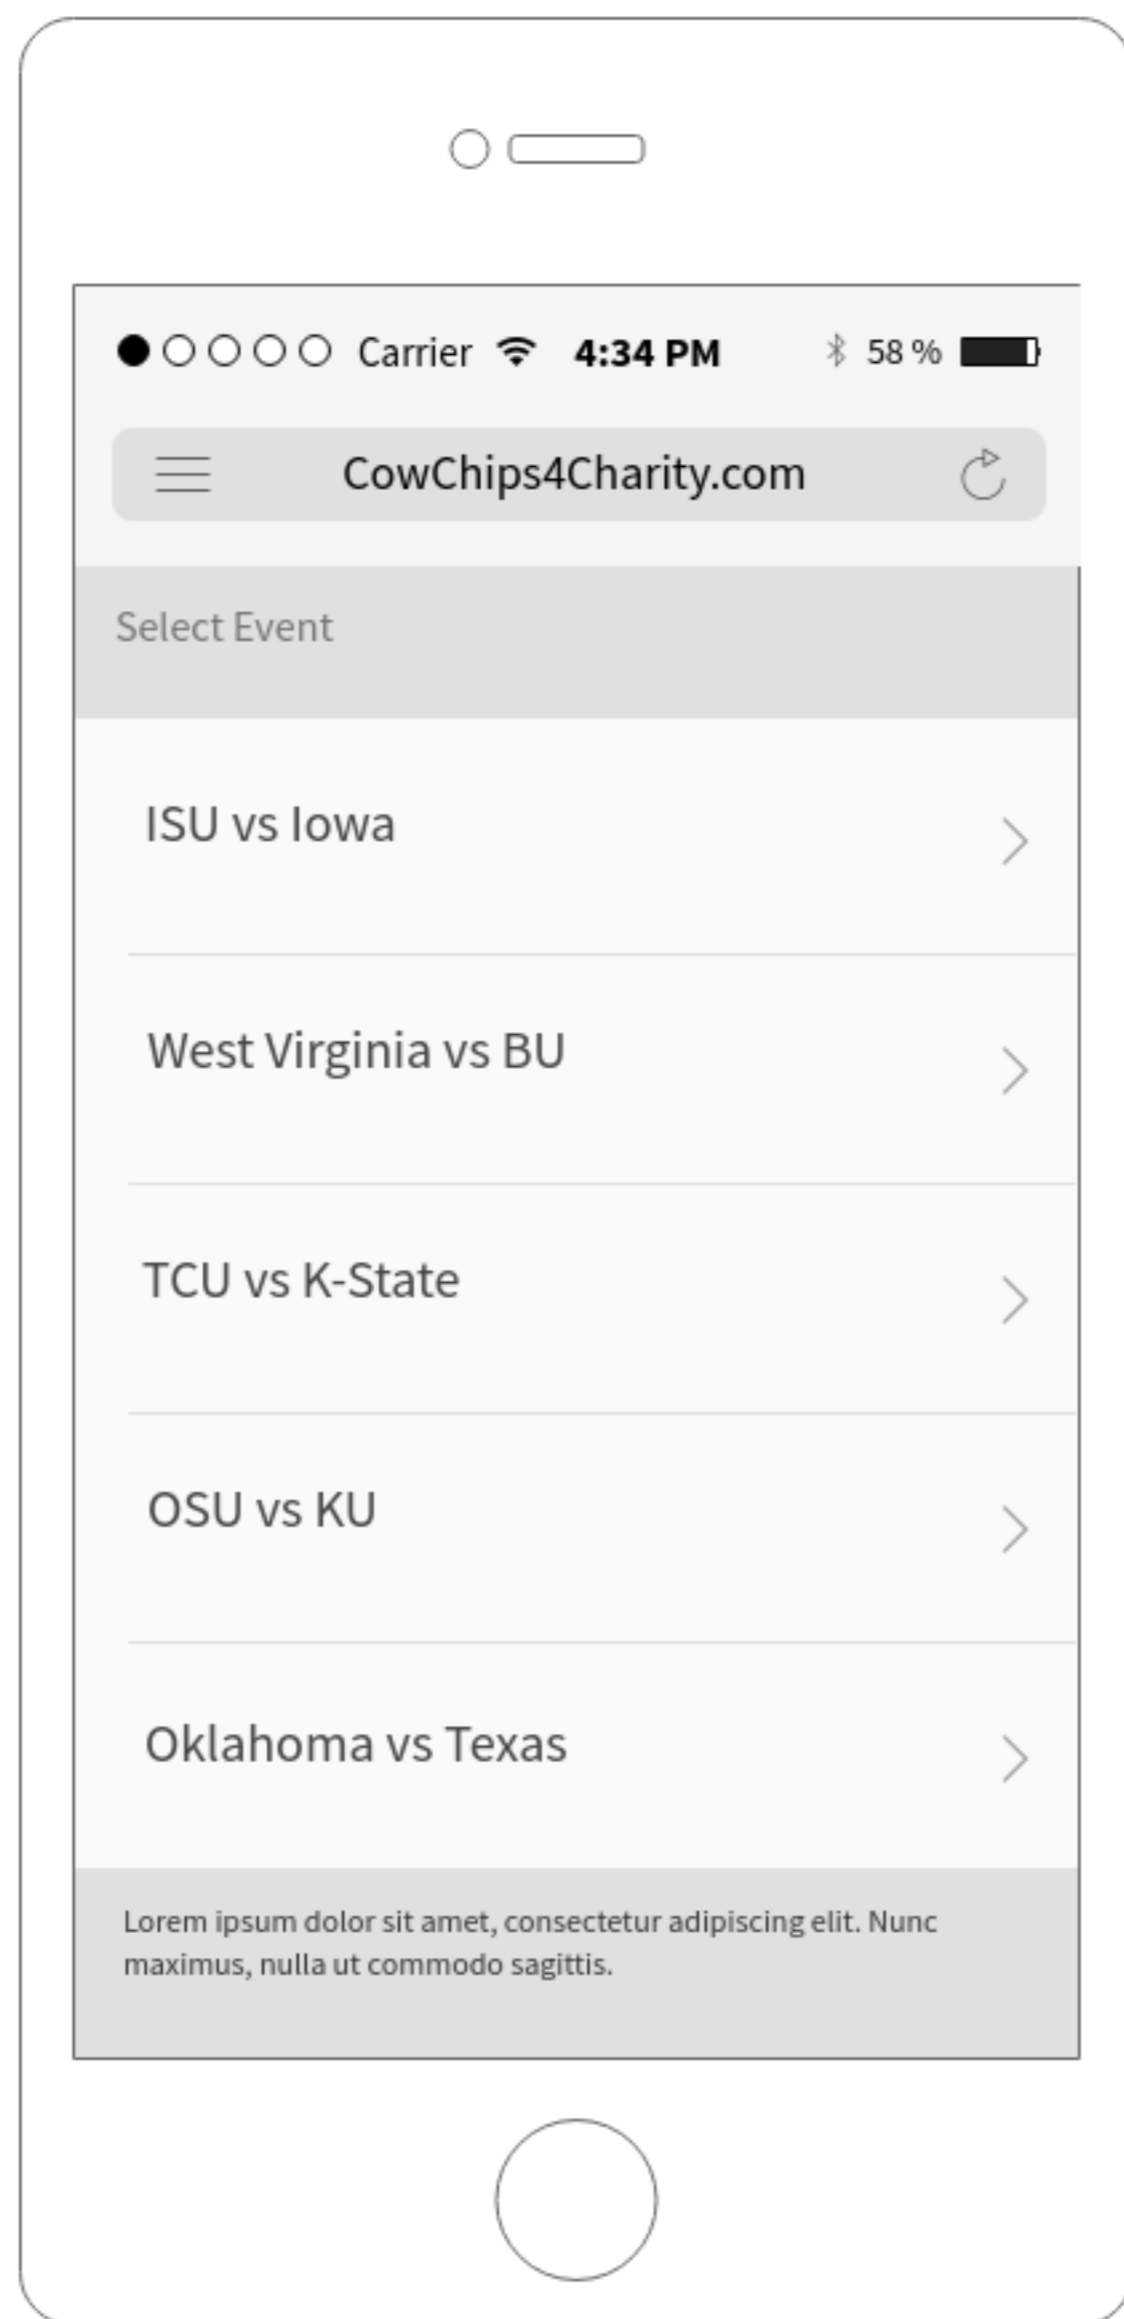 Carrier 4:34 PM 58 %
CowChips4Charity.com
Select Event
ISU vs Iowa
West Virginia vs BU
TCU vs K-State
OSU vs KU
Oklahoma vs Texas
Lorem ipsum dolor sit amet, consectetur adipiscing elit. Nunc
maximus, nulla ut commodo sagittis.